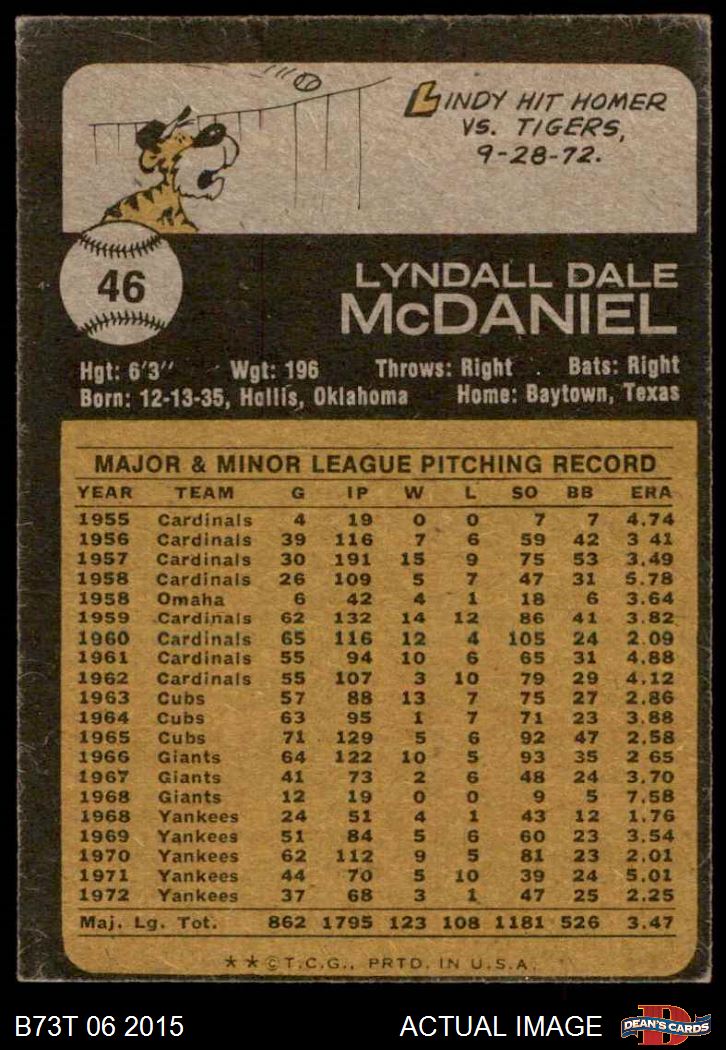 LINDY HIT HOMER
VS. TIGERS,
9-28-72.
46
LYNDALL DALE
McDANIEL
Hgt: 6'3" Wgt: 196 Throws: Right Bats: Right
Born: 12-13-35, Hollis, Oklahoma Home: Baytown, Texas
MAJOR & MINOR LEAGUE PITCHING RECORD
YEAR TEAM G IP W L SO BB ERA
1955 Cardinals 4 19 0 0 7 7 4.74
1956 Cardinals 39 116 7 6 59 42 3 41
1957 Cardinals 30 191 15 9 75 53 3.49
1958 Cardinals 26 109 5 7 47 31 5.78
1958 Omaha 6 42 4 1 18 6 3.64
1959 Cardinals 62 132 14 12 86 41 3.82
1960 Cardinals 65 116 12 4 105 24 2.09
1961 Cardinals 55 94 10 6 65 31 4.88
1962 Cardinals 55 107 3 10 79 29 4.12
1963 Cubs 57 88 13 7 75 27 2.86
1964 Cubs 63 95 1 7 71 23 3.88
1965 Cubs 71 129 5 6 92 47 2.58
1966 Giants 64 122 10 5 93 35 2 65
1967 Giants 41 73 2 6 48 24 3.70
1968 Giants 12 19 0 0 9 5 7.58
1968 Yankees 24 51 4 1 43 12 1.76
1969 Yankees 51 84 5 6 60 23 3.54
1970 Yankees 62 112 9 5 81 23 2.01
1971 Yankees 44 70 5 10 39 24 5.01
1972 Yankees 37 68 3 1 47 25 2.25
Maj. Lg. Tot. 862 1795 123 108 1181 526 3.47
**©T.C.G., PRTD. IN U.S.A.
B73T 06 2015 ACTUAL IMAGE D DEAN'S CARDS